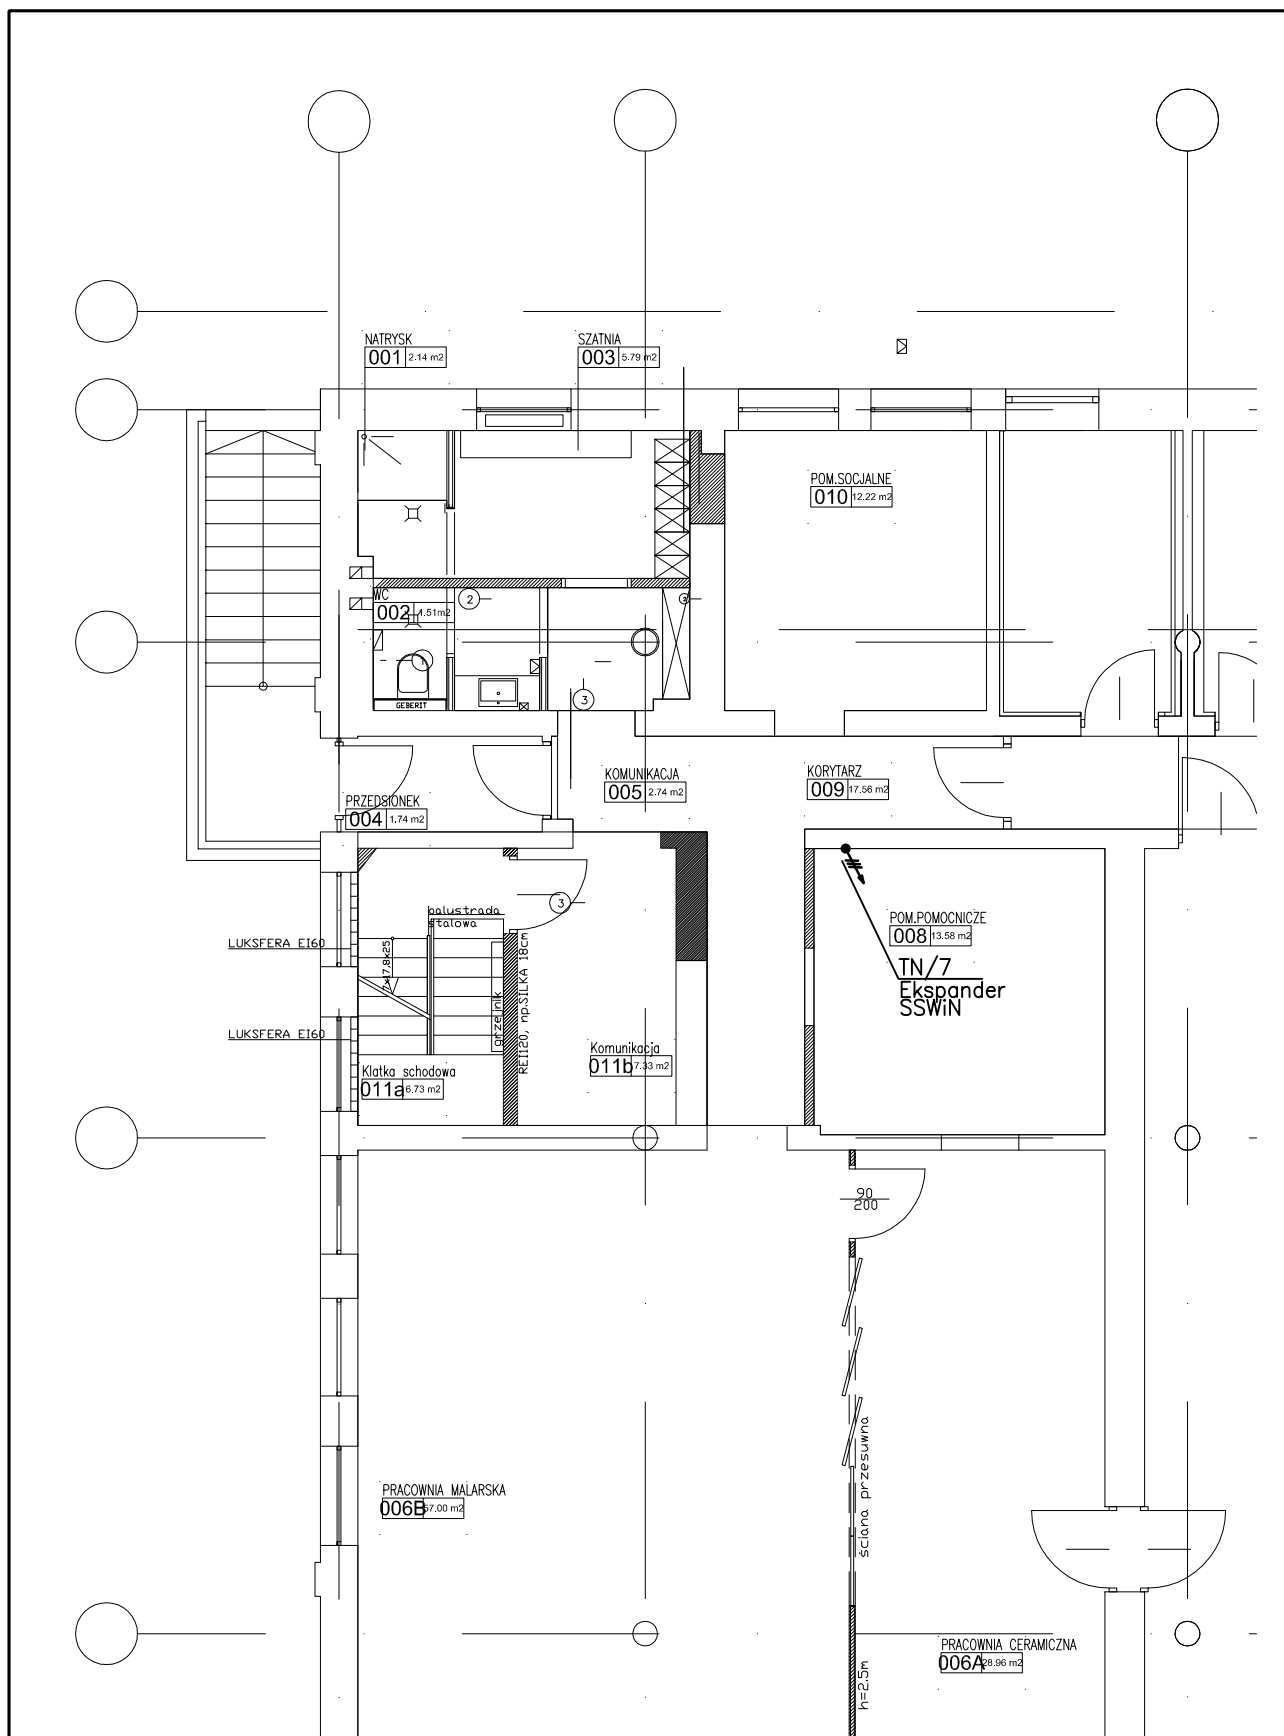 NATRYSK
001 2.14 m2
SZATNIA
003 5.79 m2
POM.SOCJALNE
010 12.22 m2
WC
002 1.51m2
2
2
1
3
GEBERIT
KOMUNIKACJA
005 2.74 m2
KORYTARZ
009 17.56 m2
PRZEDSIONEK
004 1.74 m2
3
balustrada
stalowa
LUKSFERA EI60
7x17,8x25
grzejnik
REI120, np.SILKA 18cm
POM.POMOCNICZE
008 13.58 m2
TN/7
Ekspander
SSWiN
LUKSFERA EI60
Komunikacja
011b 7.33 m2
Klatka schodowa
011a 6.73 m2
90
200
ściana przesuwna
PRACOWNIA MALARSKA
006B 57.00 m2
PRACOWNIA CERAMICZNA
006A 28.96 m2
h=2.5m